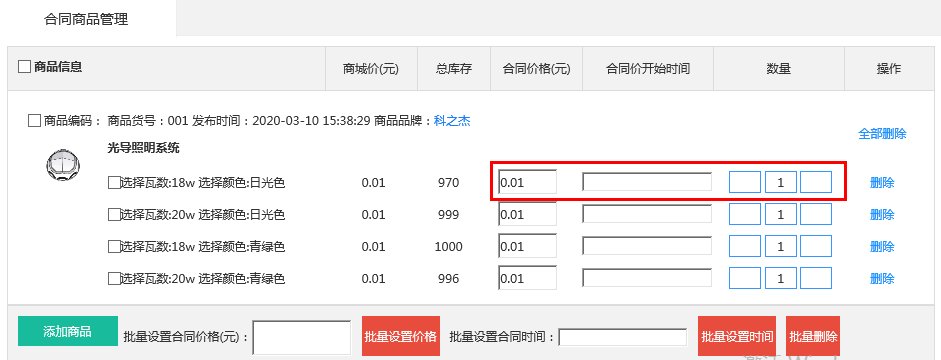 合同商品管理
商品信息 商城价(元) 总库存 合同价格(元) 合同价开始时间 数量 操作
商品编码： 商品货号：001 发布时间：2020-03-10 15:38:29 商品品牌：科之杰
全部删除
光导照明系统
选择瓦数:18w 选择颜色:日光色 0.01 970 0.01 1 删除
选择瓦数:20w 选择颜色:日光色 0.01 999 0.01 1 删除
选择瓦数:18w 选择颜色:青绿色 0.01 1000 0.01 1 删除
选择瓦数:20w 选择颜色:青绿色 0.01 996 0.01 1 删除
添加商品 批量设置合同价格(元)： 批量设置价格 批量设置合同时间： 批量设置时间 批量删除